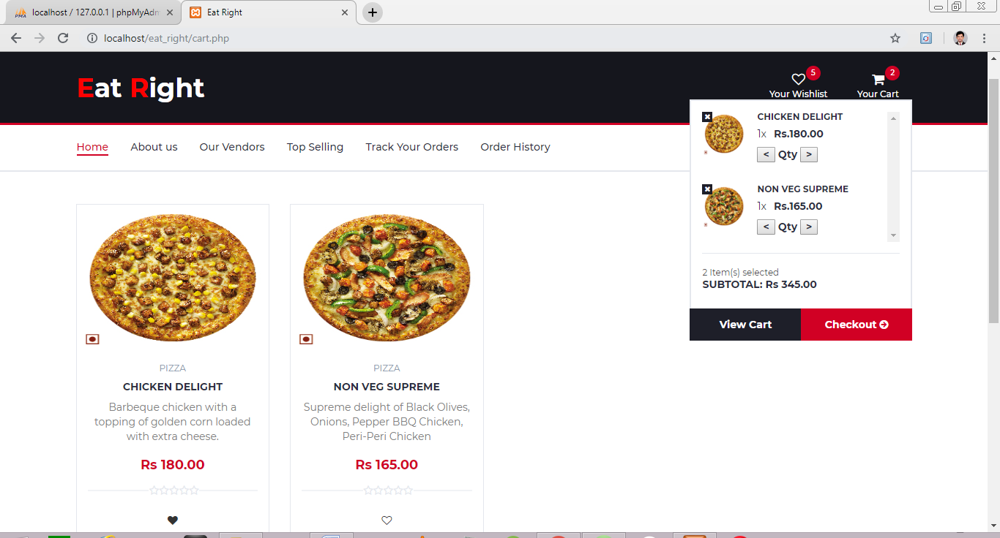 localhost / 127.0.0.1 | phpMyAdm
Eat Right
localhost/eat_right/cart.php
Eat Right
5
Your Wishlist
2
Your Cart
Home
About us
Our Vendors
Top Selling
Track Your Orders
Order History
CHICKEN DELIGHT
1x Rs.180.00
< Qty >
NON VEG SUPREME
1x Rs.165.00
< Qty >
2 Item(s) selected
SUBTOTAL: Rs 345.00
View Cart
Checkout
PIZZA
CHICKEN DELIGHT
Barbeque chicken with a
topping of golden corn loaded
with extra cheese.
Rs 180.00
PIZZA
NON VEG SUPREME
Supreme delight of Black Olives,
Onions, Pepper BBQ Chicken,
Peri-Peri Chicken
Rs 165.00